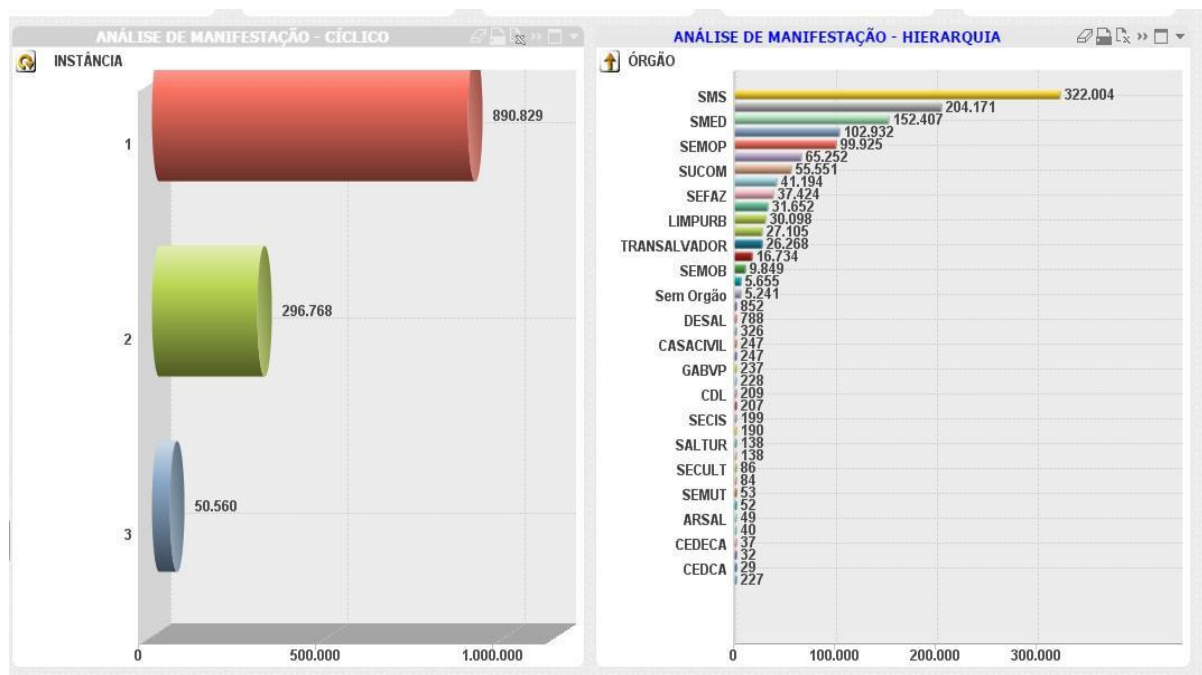 ANÁLISE DE MANIFESTAÇÃO - CÍCLICO
INSTÂNCIA
1
890.829
2
296.768
3
50.560
0
500.000
1.000.000
ANÁLISE DE MANIFESTAÇÃO - HIERARQUIA
ÓRGÃO
SMS 322.004
204.171
SMED 152.407
102.932
SEMOP 99.925
65.252
SUCOM 55.551
41.194
SEFAZ 37.424
31.652
LIMPURB 30.098
27.105
TRANSALVADOR 26.268
16.734
SEMOB 9.849
5.655
Sem Orgão 5.241
852
DESAL 788
326
CASACIVIL 247
247
GABVP 237
228
CDL 209
207
SECIS 199
190
SALTUR 138
138
SECULT 86
84
SEMUT 53
52
ARSAL 49
40
CEDECA 37
32
CEDCA 29
227
0 100.000 200.000 300.000